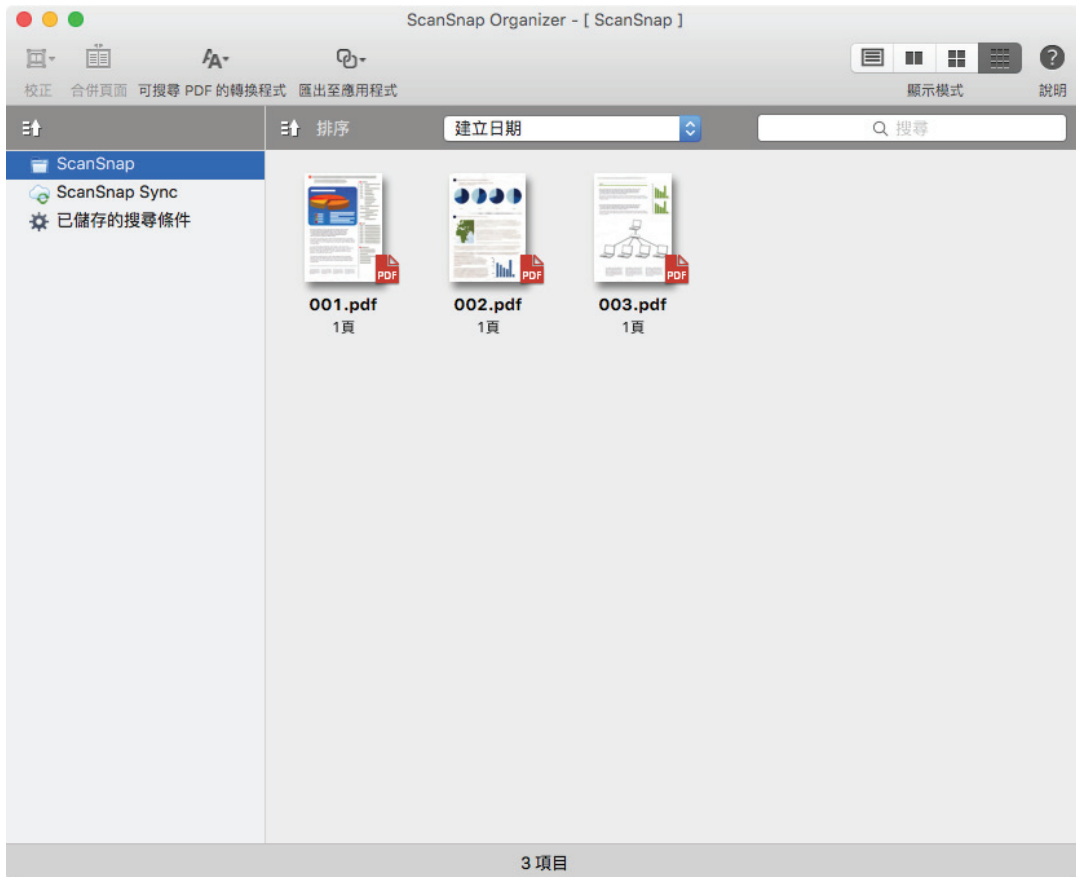 ScanSnap Organizer - [ ScanSnap ]
校正 合併頁面 可搜尋 PDF 的轉換程式 匯出至應用程式 顯示模式 說明
排序 建立日期 搜尋
ScanSnap
ScanSnap Sync
已儲存的搜尋條件
PDF PDF PDF
001.pdf 002.pdf 003.pdf
1頁 1頁 1頁
3 項目